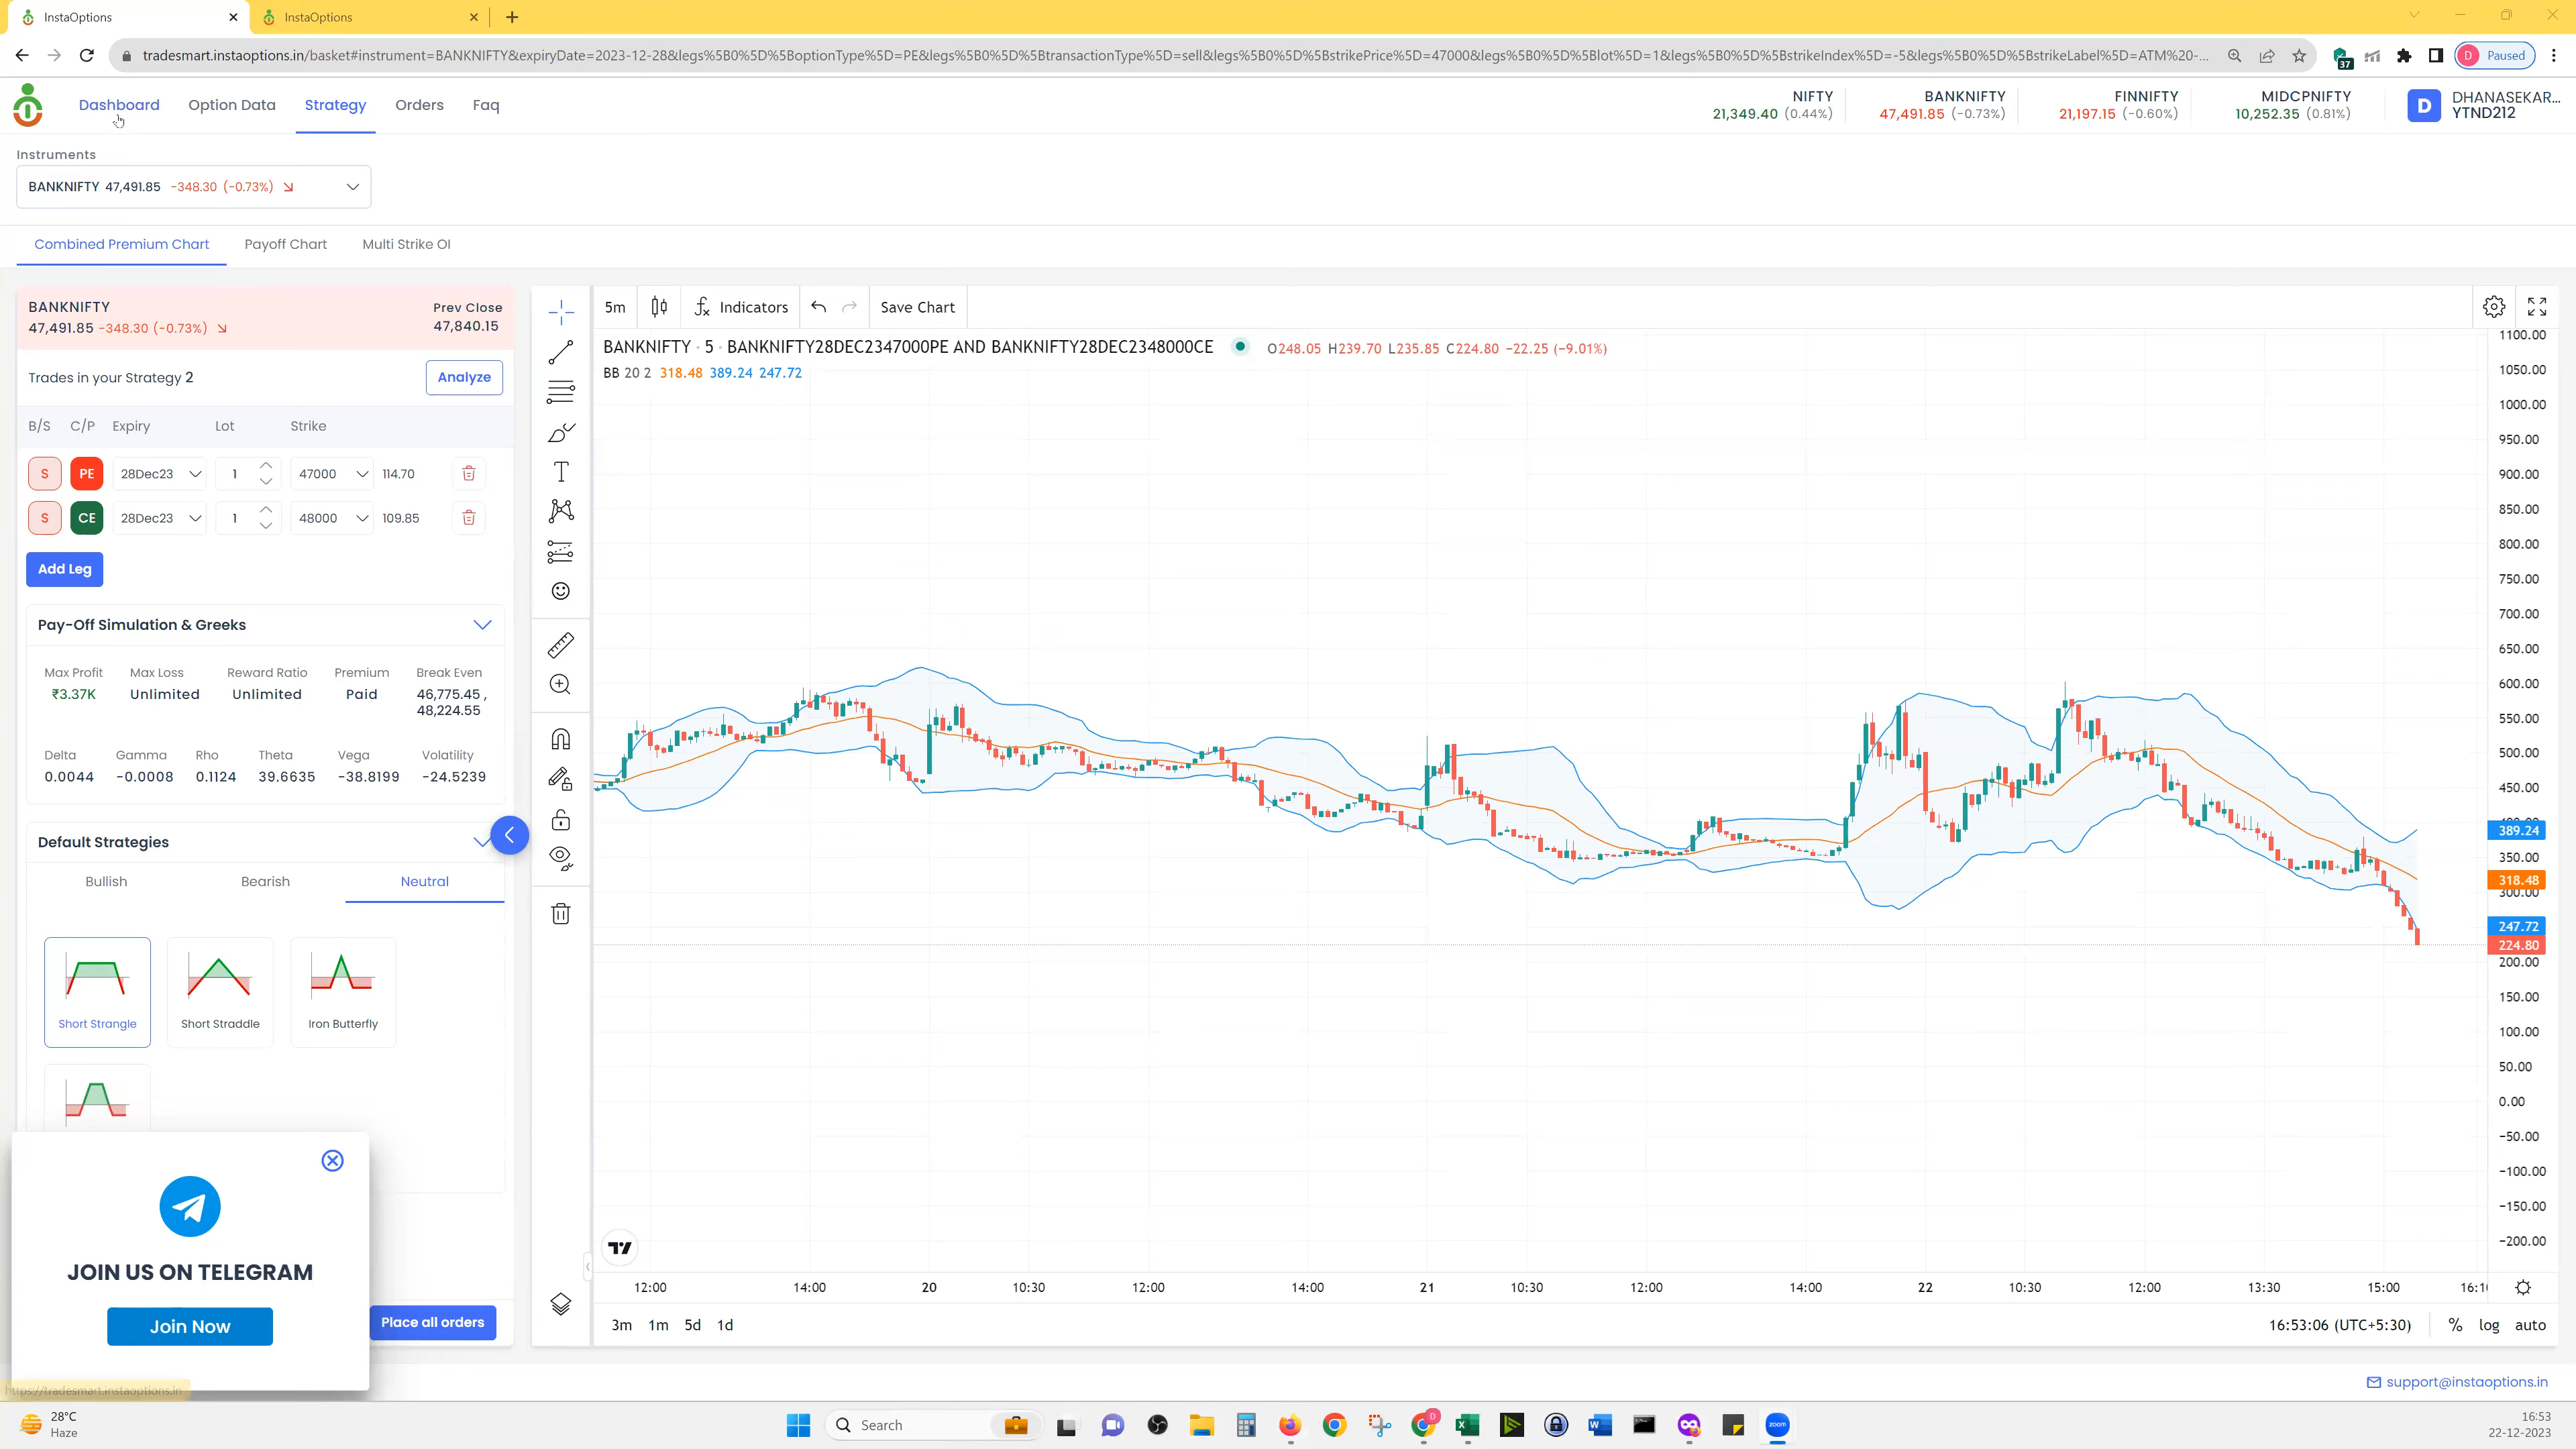 InstaOptions
InstaOptions
tradesmart.instaoptions.in/basket#instrument=BANKNIFTY&expiryDate=2023-12-28&legs%5B0%5D%5BoptionType%5D=PE&legs%5B0%5D%5BtransactionType%5D=sell&legs%5B0%5D%5BstrikePrice%5D=47000&legs%5B0%5D%5Blot%5D=1&legs%5B0%5D%5BstrikeIndex%5D=-5&legs%5B0%5D%5BstrikeLabel%5D=ATM%20-...
37
D Paused
Dashboard Option Data Strategy Orders Faq
NIFTY
21,349.40 (0.44%)
BANKNIFTY
47,491.85 (-0.73%)
FINNIFTY
21,197.15 (-0.60%)
MIDCPNIFTY
10,252.35 (0.81%)
D
DHANASEKAR...
YTND212
Instruments
BANKNIFTY 47,491.85 -348.30 (-0.73%)
Combined Premium Chart Payoff Chart Multi Strike OI
BANKNIFTY
47,491.85 -348.30 (-0.73%)
Prev Close
47,840.15
Trades in your Strategy 2
Analyze
B/S C/P Expiry Lot Strike
S PE 28Dec23 1 47000 114.70
S CE 28Dec23 1 48000 109.85
Add Leg
Pay-Off Simulation & Greeks
Max Profit Max Loss Reward Ratio Premium Break Even
₹3.37K Unlimited Unlimited Paid 46,775.45 ,
48,224.55
Delta Gamma Rho Theta Vega Volatility
0.0044 -0.0008 0.1124 39.6635 -38.8199 -24.5239
Default Strategies
Bullish Bearish Neutral
Short Strangle Short Straddle Iron Butterfly
JOIN US ON TELEGRAM
Join Now
Place all orders
https://tradesmart.instaoptions.in
5m Indicators Save Chart
BANKNIFTY · 5 · BANKNIFTY28DEC2347000PE AND BANKNIFTY28DEC2348000CE O248.05 H239.70 L235.85 C224.80 −22.25 (−9.01%)
BB 20 2 318.48 389.24 247.72
1100.00
1050.00
1000.00
950.00
900.00
850.00
800.00
750.00
700.00
650.00
600.00
550.00
500.00
450.00
389.24
350.00
318.48
300.00
247.72
224.80
200.00
150.00
100.00
50.00
0.00
−50.00
−100.00
−150.00
−200.00
12:00 14:00 20 10:30 12:00 14:00 21 10:30 12:00 14:00 22 10:30 12:00 13:30 15:00
3m 1m 5d 1d
16:53:06 (UTC+5:30) % log auto
support@instaoptions.in
28°C
Haze
Search
D
zoom
16:53
22-12-2023